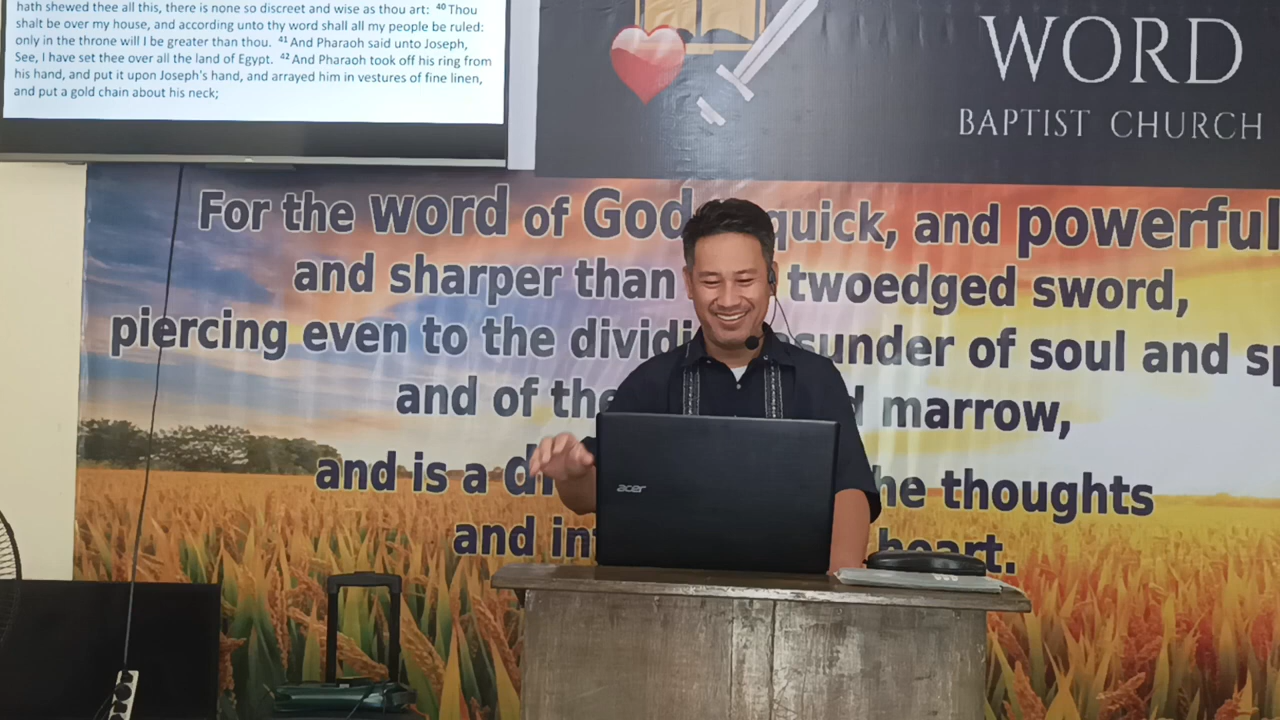 hath shewed thee all this, there is none so discreet and wise as thou art: 40 Thou
shalt be over my house, and according unto thy word shall all my people be ruled:
only in the throne will I be greater than thou. 41 And Pharaoh said unto Joseph,
See, I have set thee over all the land of Egypt. 42 And Pharaoh took off his ring from
his hand, and put it upon Joseph's hand, and arrayed him in vestures of fine linen,
and put a gold chain about his neck;
WORD
BAPTIST CHURCH
For the word of God quick, and powerful
and sharper than twoedged sword,
piercing even to the dividi sunder of soul and sp
and of the marrow,
and is a di he thoughts
and int heart.
acer